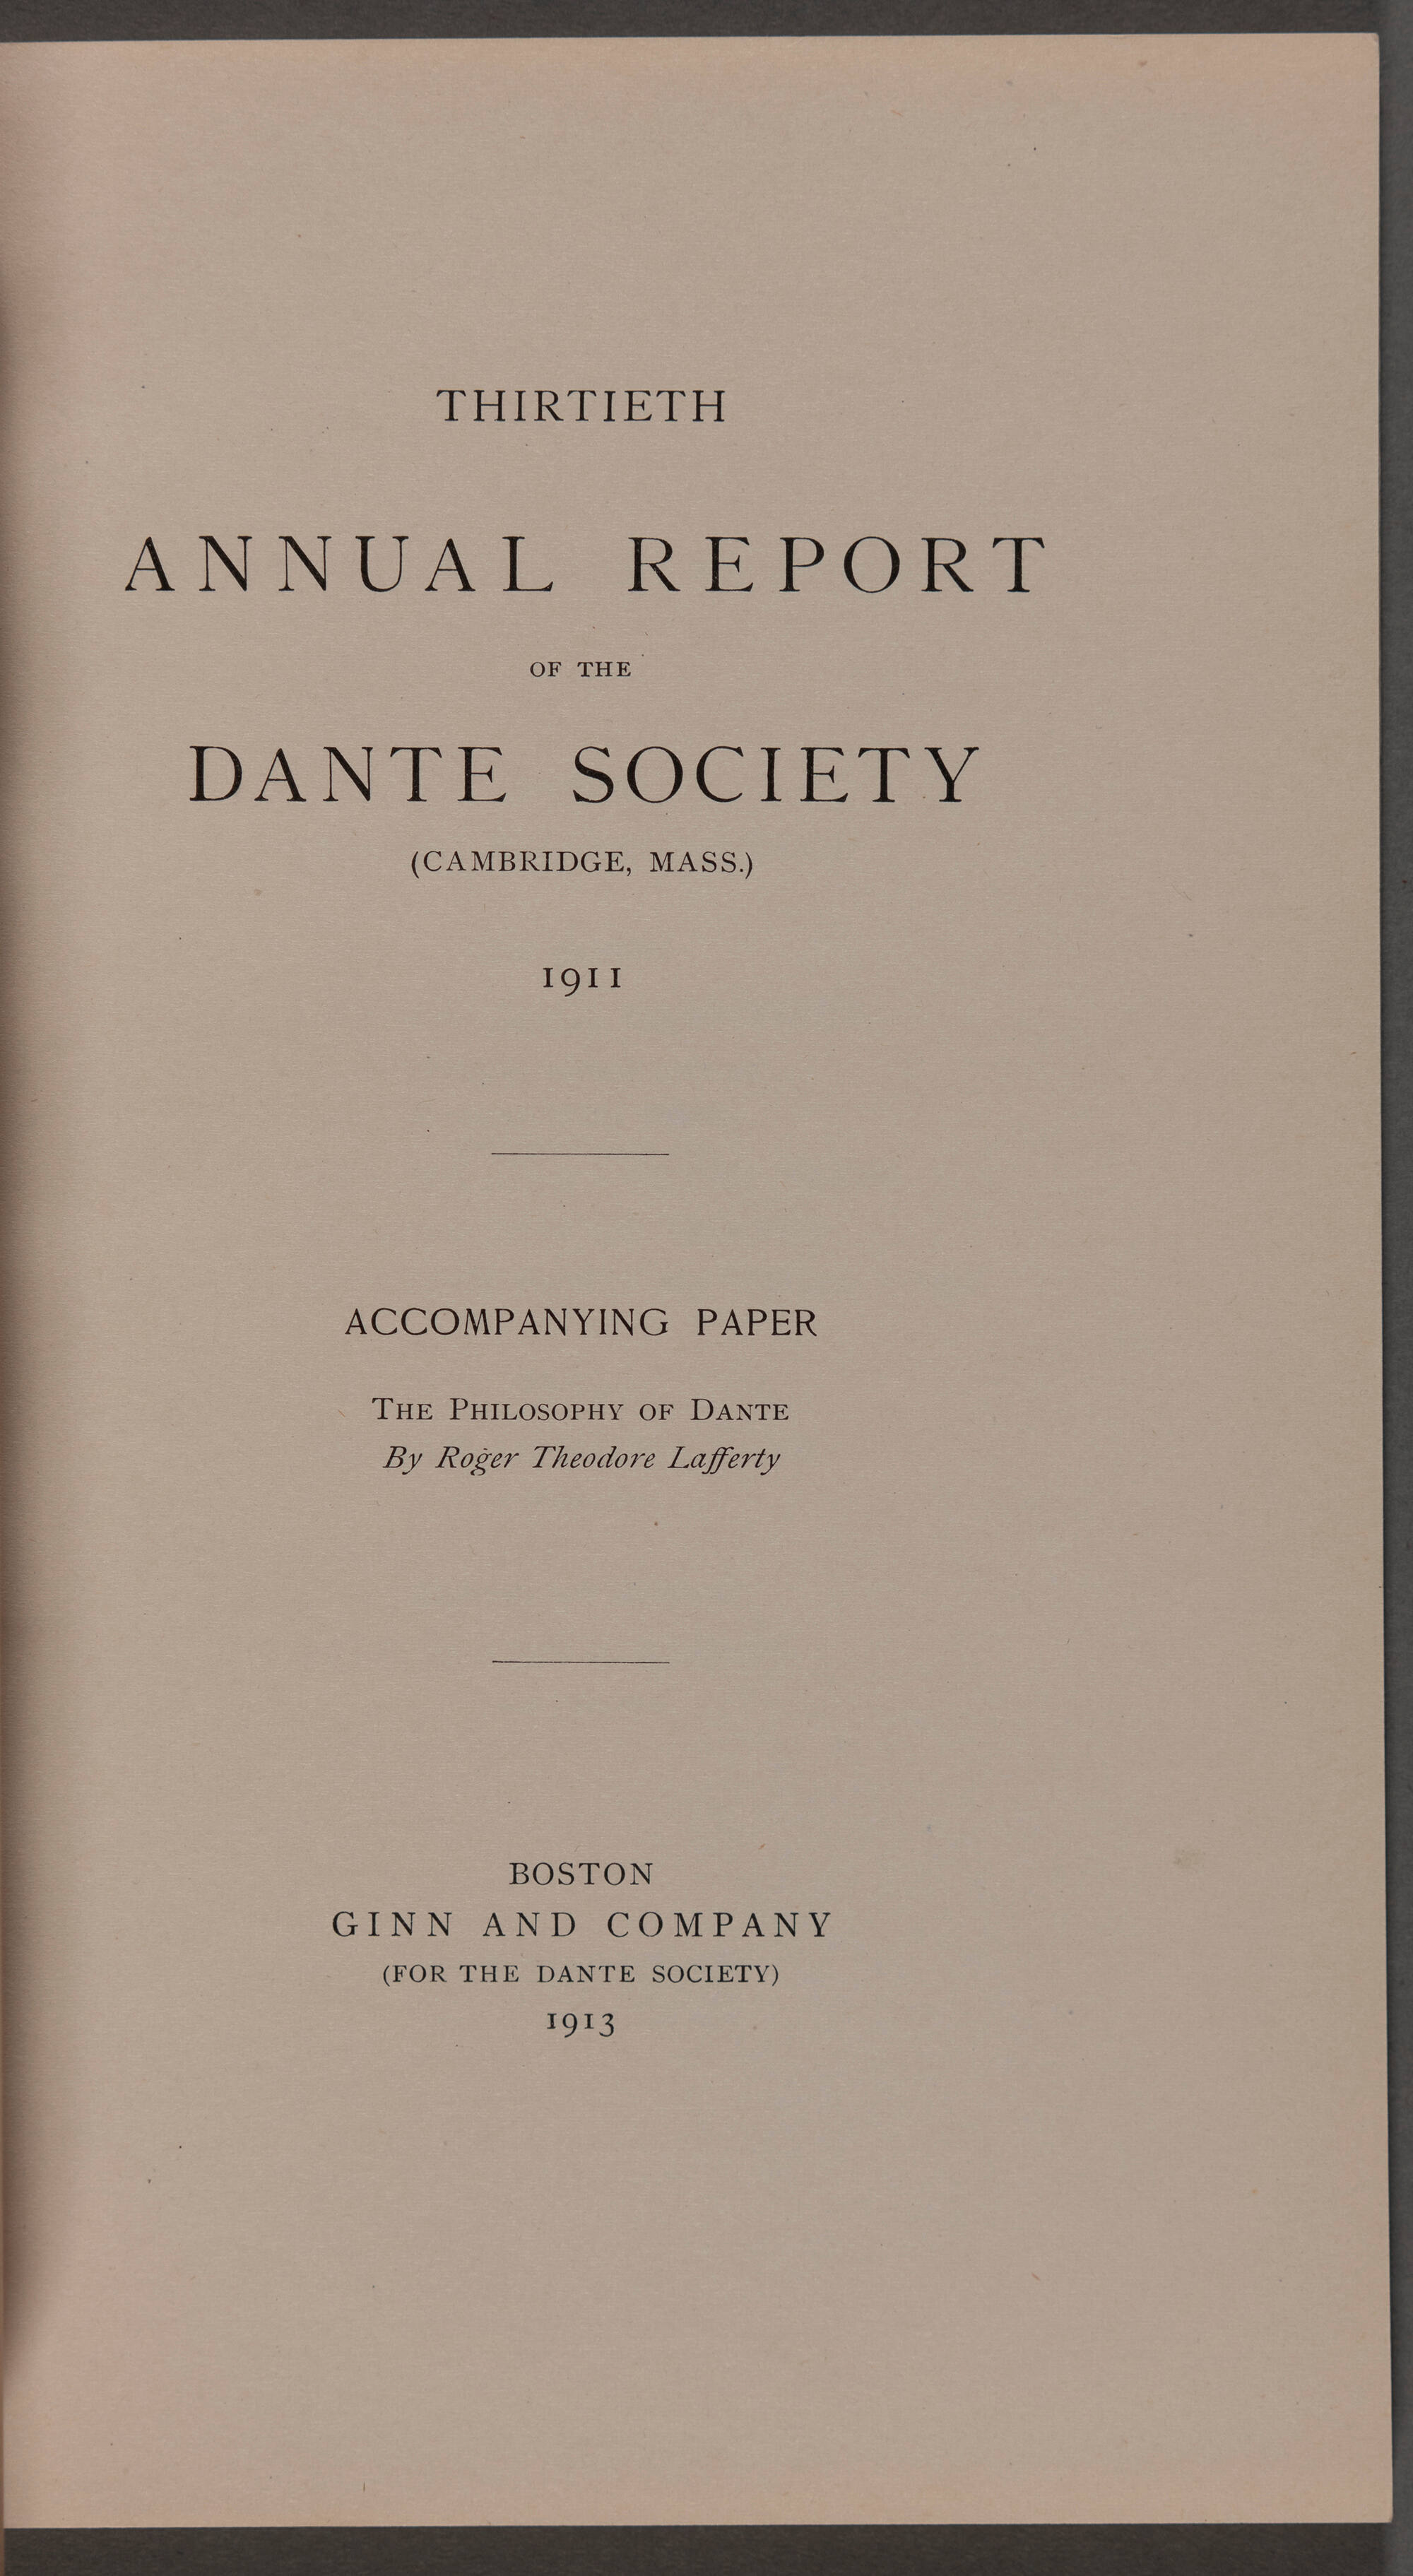 THIRTIETH
ANNUAL REPORT
OF THE
DANTE SOCIETY
(CAMBRIDGE, MASS.)
1911
ACCOMPANYING PAPER
THE PHILOSOPHY OF DANTE
By Roger Theodore Lafferty
BOSTON
GINN AND COMPANY
(FOR THE DANTE SOCIETY)
1913